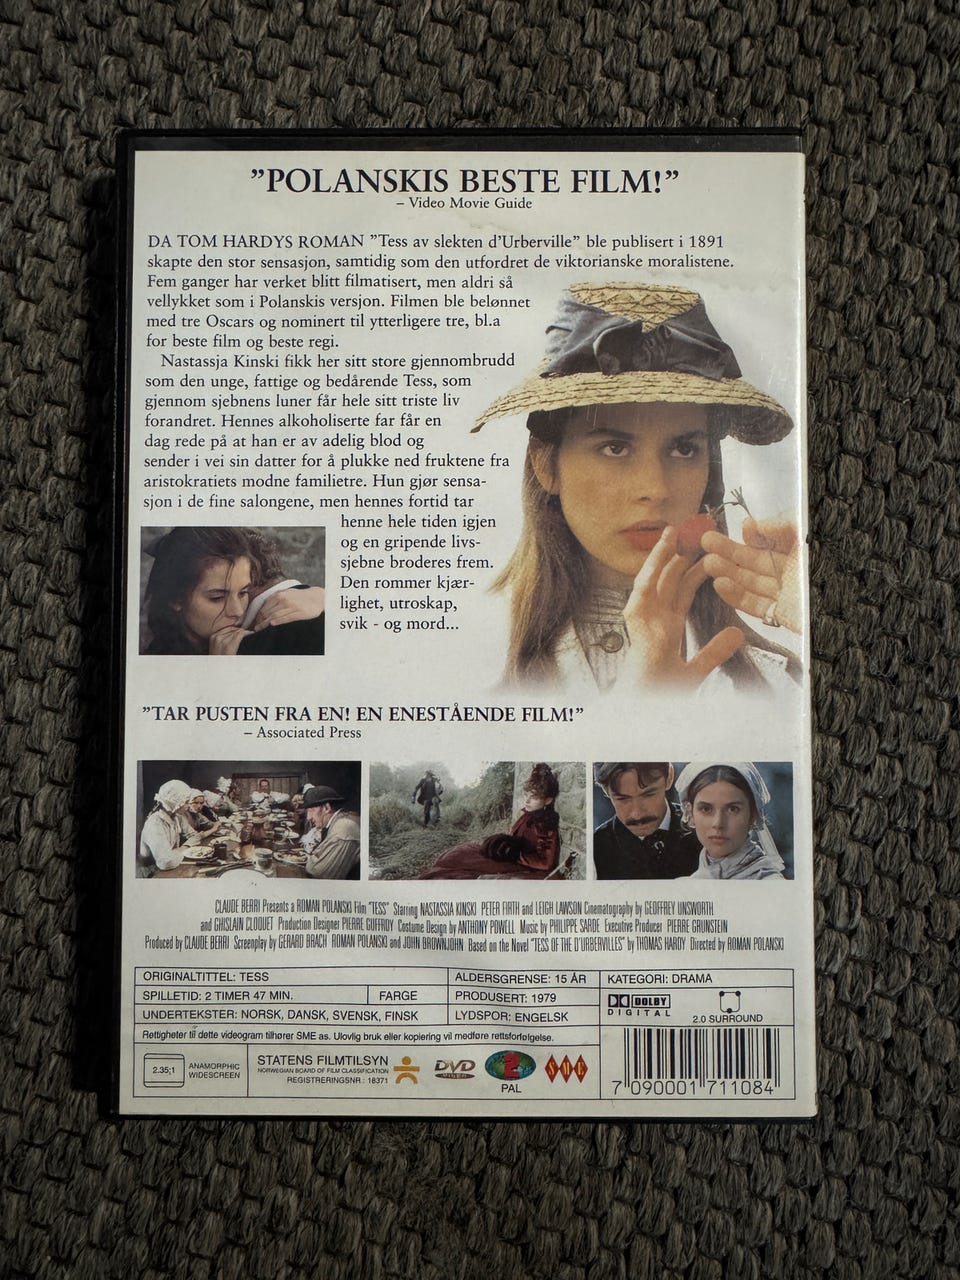 ”POLANSKIS BESTE FILM!”
– Video Movie Guide
DA TOM HARDYS ROMAN ”Tess av slekten d’Urberville” ble publisert i 1891
skapte den stor sensasjon, samtidig som den utfordret de viktorianske moralistene.
Fem ganger har verket blitt filmatisert, men aldri så
vellykket som i Polanskis versjon. Filmen ble belønnet
med tre Oscars og nominert til ytterligere tre, bl.a
for beste film og beste regi.
Nastassja Kinski fikk her sitt store gjennombrudd
som den unge, fattige og bedårende Tess, som
gjennom sjebnens luner får hele sitt triste liv
forandret. Hennes alkoholiserte far får en
dag rede på at han er av adelig blod og
sender i vei sin datter for å plukke ned fruktene fra
aristokratiets modne familietre. Hun gjør sensa-
sjon i de fine salongene, men hennes fortid tar
henne hele tiden igjen
og en gripende livs-
sjebne broderes frem.
Den rommer kjær-
lighet, utroskap,
svik - og mord...
”TAR PUSTEN FRA EN! EN ENESTÅENDE FILM!”
– Associated Press
CLAUDE BERRI Presents a ROMAN POLANSKI Film "TESS" Starring NASTASSIA KINSKI PETER FIRTH and LEIGH LAWSON Cinematography by GEOFFREY UNSWORTH
and GHISLAIN CLOQUET Production Designer PIERRE GUFFROY Costume Design by ANTHONY POWELL Music by PHILIPPE SARDE Executive Producer PIERRE GRUNSTEIN
Produced by CLAUDE BERRI Screenplay by GERARD BRACH ROMAN POLANSKI and JOHN BROWNJOHN Based on the Novel "TESS OF THE D'URBERVILLES" by THOMAS HARDY Directed by ROMAN POLANSKI
ORIGINALTITTEL: TESS
ALDERSGRENSE: 15 ÅR
KATEGORI: DRAMA
SPILLETID: 2 TIMER 47 MIN.
FARGE
PRODUSERT: 1979
UNDERTEKSTER: NORSK, DANSK, SVENSK, FINSK
LYDSPOR: ENGELSK
DOLBY
DIGITAL
2.0 SURROUND
Rettigheter til dette videogram tilhører SME as. Ulovlig bruk eller kopiering vil medføre rettsforfølgelse.
2.35;1
ANAMORPHIC
WIDESCREEN
STATENS FILMTILSYN
NORWEGIAN BOARD OF FILM CLASSIFICATION
REGISTRERINGSNR : 18371
DVD
VIDEO
2
PAL
SME
7 090001 711084